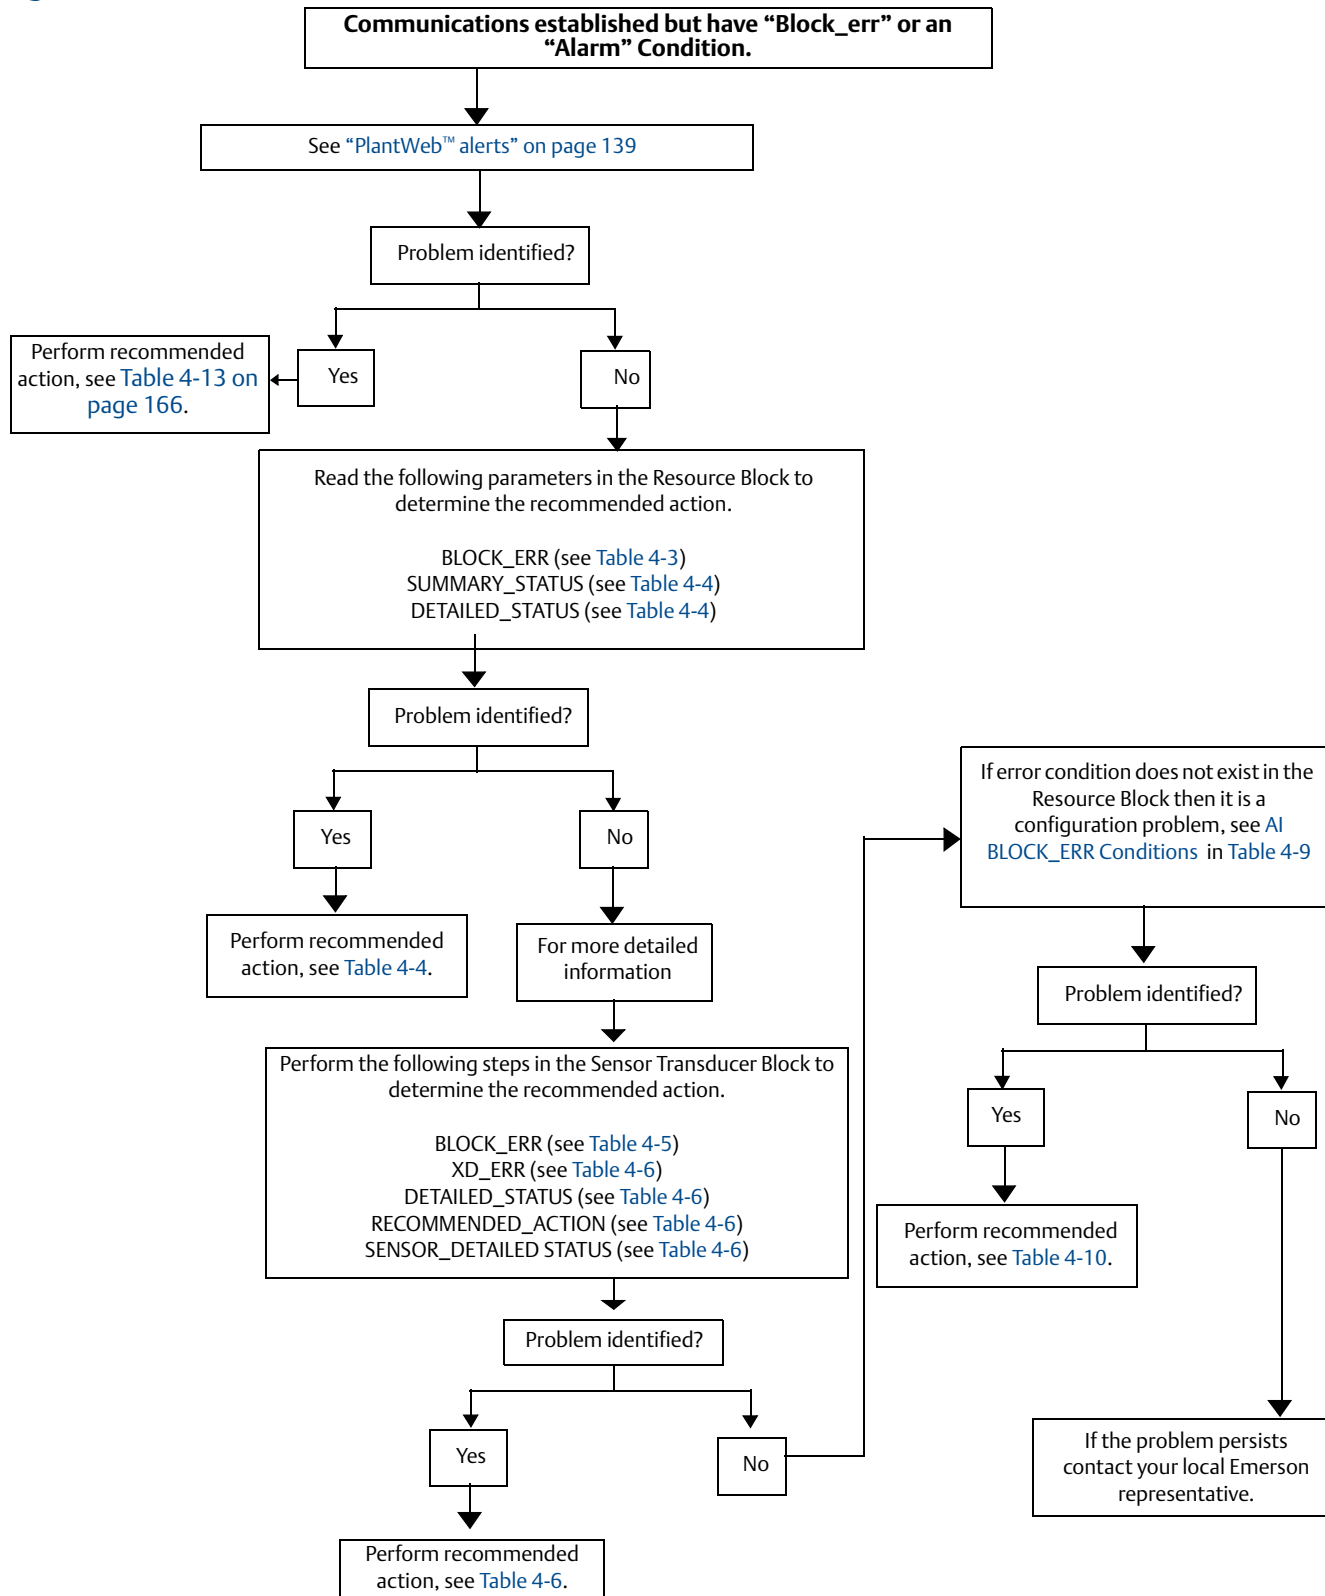 Communications established but have “Block_err” or an
“Alarm” Condition.
See “PlantWeb™ alerts” on page 139
Problem identified?
Yes
No
Perform recommended
action, see Table 4-13 on
page 166.
Read the following parameters in the Resource Block to
determine the recommended action.
BLOCK_ERR (see Table 4-3)
SUMMARY_STATUS (see Table 4-4)
DETAILED_STATUS (see Table 4-4)
Problem identified?
Yes
No
Perform recommended
action, see Table 4-4.
For more detailed
information
Perform the following steps in the Sensor Transducer Block to
determine the recommended action.
BLOCK_ERR (see Table 4-5)
XD_ERR (see Table 4-6)
DETAILED_STATUS (see Table 4-6)
RECOMMENDED_ACTION (see Table 4-6)
SENSOR_DETAILED STATUS (see Table 4-6)
Problem identified?
Yes
No
Perform recommended
action, see Table 4-6.
If error condition does not exist in the
Resource Block then it is a
configuration problem, see AI
BLOCK_ERR Conditions in Table 4-9
Problem identified?
Yes
No
Perform recommended
action, see Table 4-10.
If the problem persists
contact your local Emerson
representative.